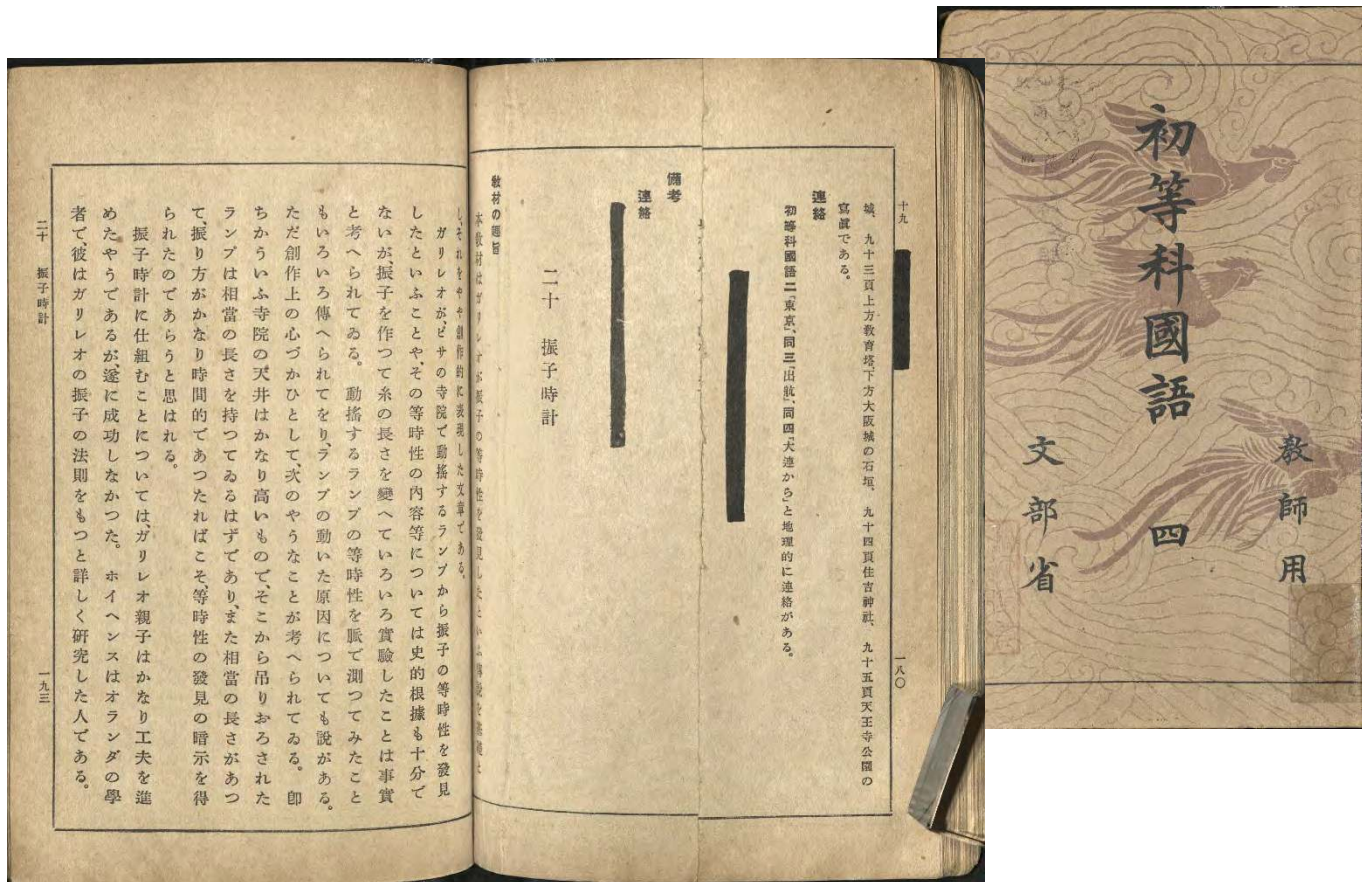 初等科國語 四
教師用
文部省
十九
一八〇
城、九十三頁上方教育塔、下方大阪城の石垣、九十四頁住吉神社、九十五頁天王寺公園の
寫眞である。
連絡
初等科國語二「東京」、同三「出航」、同四「大連から」と地理的に連絡がある。
備考
連絡
二十 振子時計
教材の趣旨
本教材はガリレオが振子の等時性を發見したといふ
し、それをやや創作的に表現した文章である。
ガリレオがピサの寺院で動搖するランプから振子の等時性を發見
したといふことや、その等時性の內容等については史的根據も十分で
ないが、振子を作つて糸の長さを變へていろいろ實驗したことは事實
と考へられてゐる。動搖するランプの等時性を脈で測つてみたこと
もいろいろ傳へられてをり、ランプの動いた原因についても說がある。
ただ創作上の心づかひとして、次のやうなことが考へられてゐる。卽
ちかういふ寺院の天井はかなり高いもので、そこから吊りおろされた
ランプは相當の長さを持つてゐるはずであり、また相當の長さがあつ
て、振り方がかなり時間的であつたればこそ、等時性の發見の暗示を得
られたのであらうと思はれる。
振子時計に仕組むことについては、ガリレオ親子はかなり工夫を進
めたやうであるが、遂に成功しなかつた。ホイヘンスはオランダの學
者で、彼はガリレオの振子の法則をもつと詳しく硏究した人である。
二十 振子時計
一九三